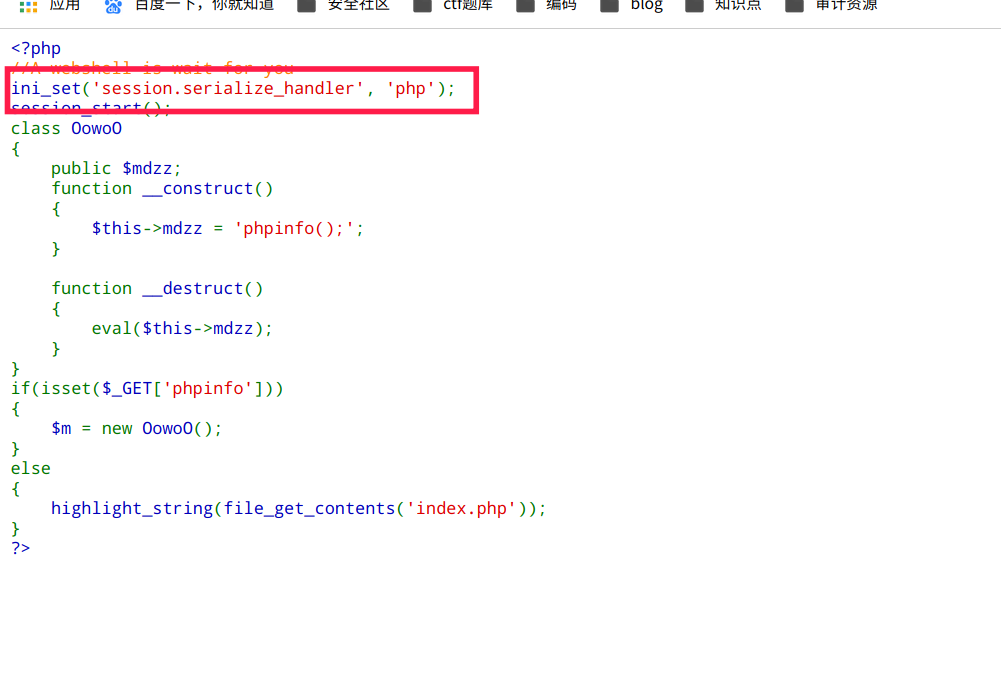 应用 百度一下，你就知道 安全社区 ctf题库 编码 blog 知识点 审计资源
<?php
//A webshell is wait for you
ini_set('session.serialize_handler', 'php');
session_start();
class OowoO
{
    public $mdzz;
    function __construct()
    {
        $this->mdzz = 'phpinfo();';
    }

    function __destruct()
    {
        eval($this->mdzz);
    }
}
if(isset($_GET['phpinfo']))
{
    $m = new OowoO();
}
else
{
    highlight_string(file_get_contents('index.php'));
}
?>